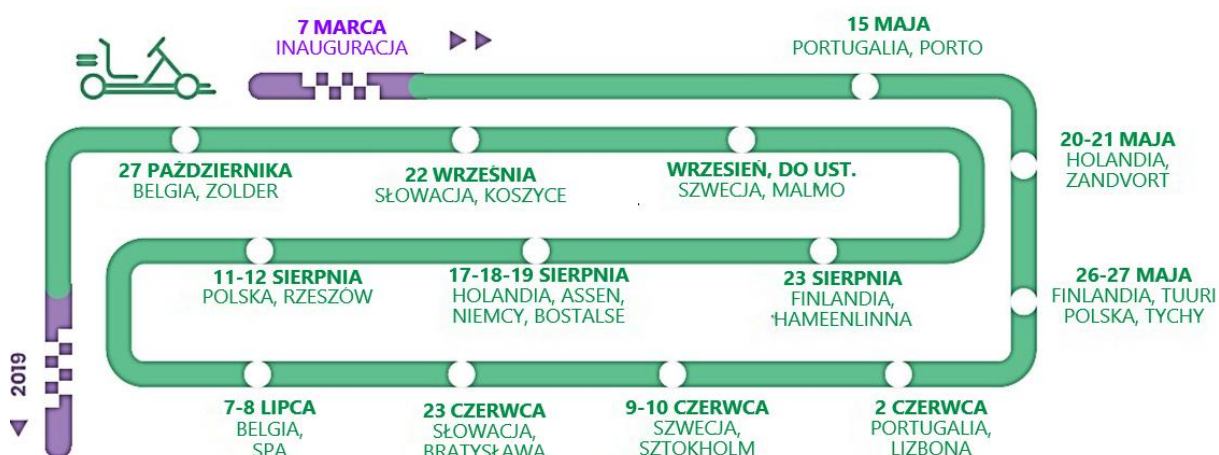 7 MARCA
INAUGURACJA
15 MAJA
PORTUGALIA, PORTO
20-21 MAJA
HOLANDIA,
ZANDVORT
26-27 MAJA
FINLANDIA, TUURI
POLSKA, TYCHY
2 CZERWCA
PORTUGALIA,
LIZBONA
9-10 CZERWCA
SZWECJA,
SZTOKHOLM
23 CZERWCA
SŁOWACJA,
BRATYSŁAWA
7-8 LIPCA
BELGIA,
SPA
11-12 SIERPNIA
POLSKA, RZESZÓW
17-18-19 SIERPNIA
HOLANDIA, ASSEN,
NIEMCY, BOSTALSE
23 SIERPNIA
FINLANDIA,
HAMEENLINNA
WRZESIEŃ, DO UST.
SZWECJA, MALMO
22 WRZEŚNIA
SŁOWACJA, KOSZYCE
27 PAŹDZIERNIKA
BELGIA, ZOLDER
2019